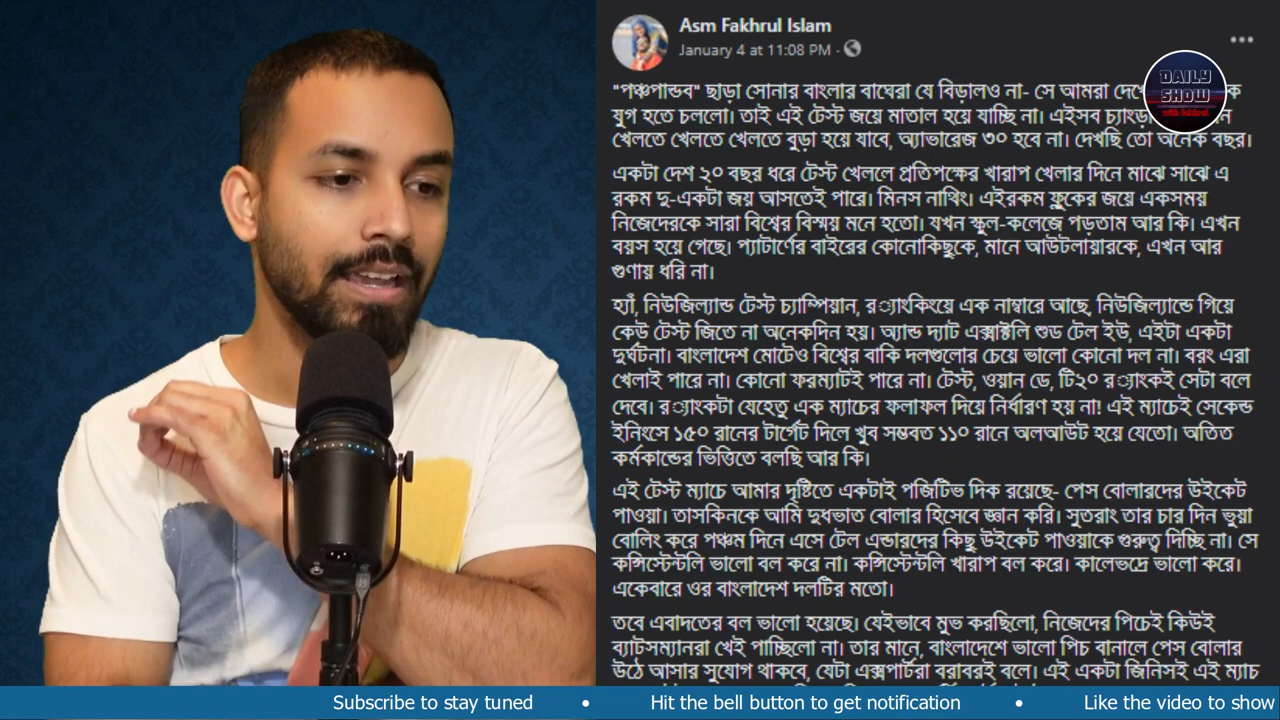 Asm Fakhrul Islam
January 4 at 11:08 PM ·
DAILY
SHOW
with fakhrul
"পঞ্চপান্ডব" ছাড়া সোনার বাংলার বাঘেরা যে বিড়ালও না- সে আমরা
যুগ হতে চললো। তাই এই টেস্ট জয়ে মাতাল হয়ে যাচ্ছি না। এইসব
খেলতে খেলতে খেলতে বুড়া হয়ে যাবে, অ্যাভারেজ ৩০ হবে না। দেখছি তো অনেক বছর।
একটা দেশ ২০ বছর ধরে টেস্ট খেললে প্রতিপক্ষের খারাপ খেলার দিনে মাঝে সাঝে এ
রকম দু-একটা জয় আসতেই পারে। মিনস নাথিং। এইরকম ফ্লুকের জয়ে একসময়
নিজেদেরকে সারা বিশ্বের বিস্ময় মনে হতো। যখন স্কুল-কলেজে পড়তাম আর কি। এখন
বয়স হয়ে গেছে। প্যাটার্ণের বাইরের কোনোকিছুকে, মানে আউটলায়ারকে, এখন আর
গুণায় ধরি না।
হ্যাঁ, নিউজিল্যান্ড টেস্ট চ্যাম্পিয়ান, র‍্যাংকিংয়ে এক নাম্বারে আছে, নিউজিল্যান্ডে গিয়ে
কেউ টেস্ট জিতে না অনেকদিন হয়। অ্যান্ড দ্যাট এক্সাক্টলি শুড টেল ইউ, এইটা একটা
দুর্ঘটনা। বাংলাদেশ মোটেও বিশ্বের বাকি দলগুলোর চেয়ে ভালো কোনো দল না। বরং এরা
খেলাই পারে না। কোনো ফরম্যাটই পারে না। টেস্ট, ওয়ান ডে, টি২০ র‍্যাংকই সেটা বলে
দেবে। র‍্যাংকটা যেহেতু এক ম্যাচের ফলাফল দিয়ে নির্ধারণ হয় না! এই ম্যাচেই সেকেন্ড
ইনিংসে ১৫০ রানের টার্গেট দিলে খুব সম্ভবত ১১০ রানে অলআউট হয়ে যেতো। অতিত
কর্মকান্ডের ভিত্তিতে বলছি আর কি।
এই টেস্ট ম্যাচে আমার দৃষ্টিতে একটাই পজিটিভ দিক রয়েছে- পেস বোলারদের উইকেট
পাওয়া। তাসকিনকে আমি দুধভাত বোলার হিসেবে জ্ঞান করি। সুতরাং তার চার দিন ভুয়া
বোলিং করে পঞ্চম দিনে এসে টেল এন্ডারদের কিছু উইকেট পাওয়াকে গুরুত্ব দিচ্ছি না। সে
কন্সিস্টেন্টলি ভালো বল করে না। কন্সিস্টেন্টলি খারাপ বল করে। কালেভদ্রে ভালো করে।
একেবারে ওর বাংলাদেশ দলটির মতো।
তবে এবাদতের বল ভালো হয়েছে। যেইভাবে মুভ করছিলো, নিজেদের পিচেই কিউই
ব্যাটসম্যানরা খেই পাচ্ছিলো না। তার মানে, বাংলাদেশে ভালো পিচ বানালে পেস বোলার
উঠে আসার সুযোগ থাকবে, যেটা এক্সপার্টরা বরাবরই বলে। এই একটা জিনিসই এই ম্যাচ
Subscribe to stay tuned • Hit the bell button to get notification • Like the video to show